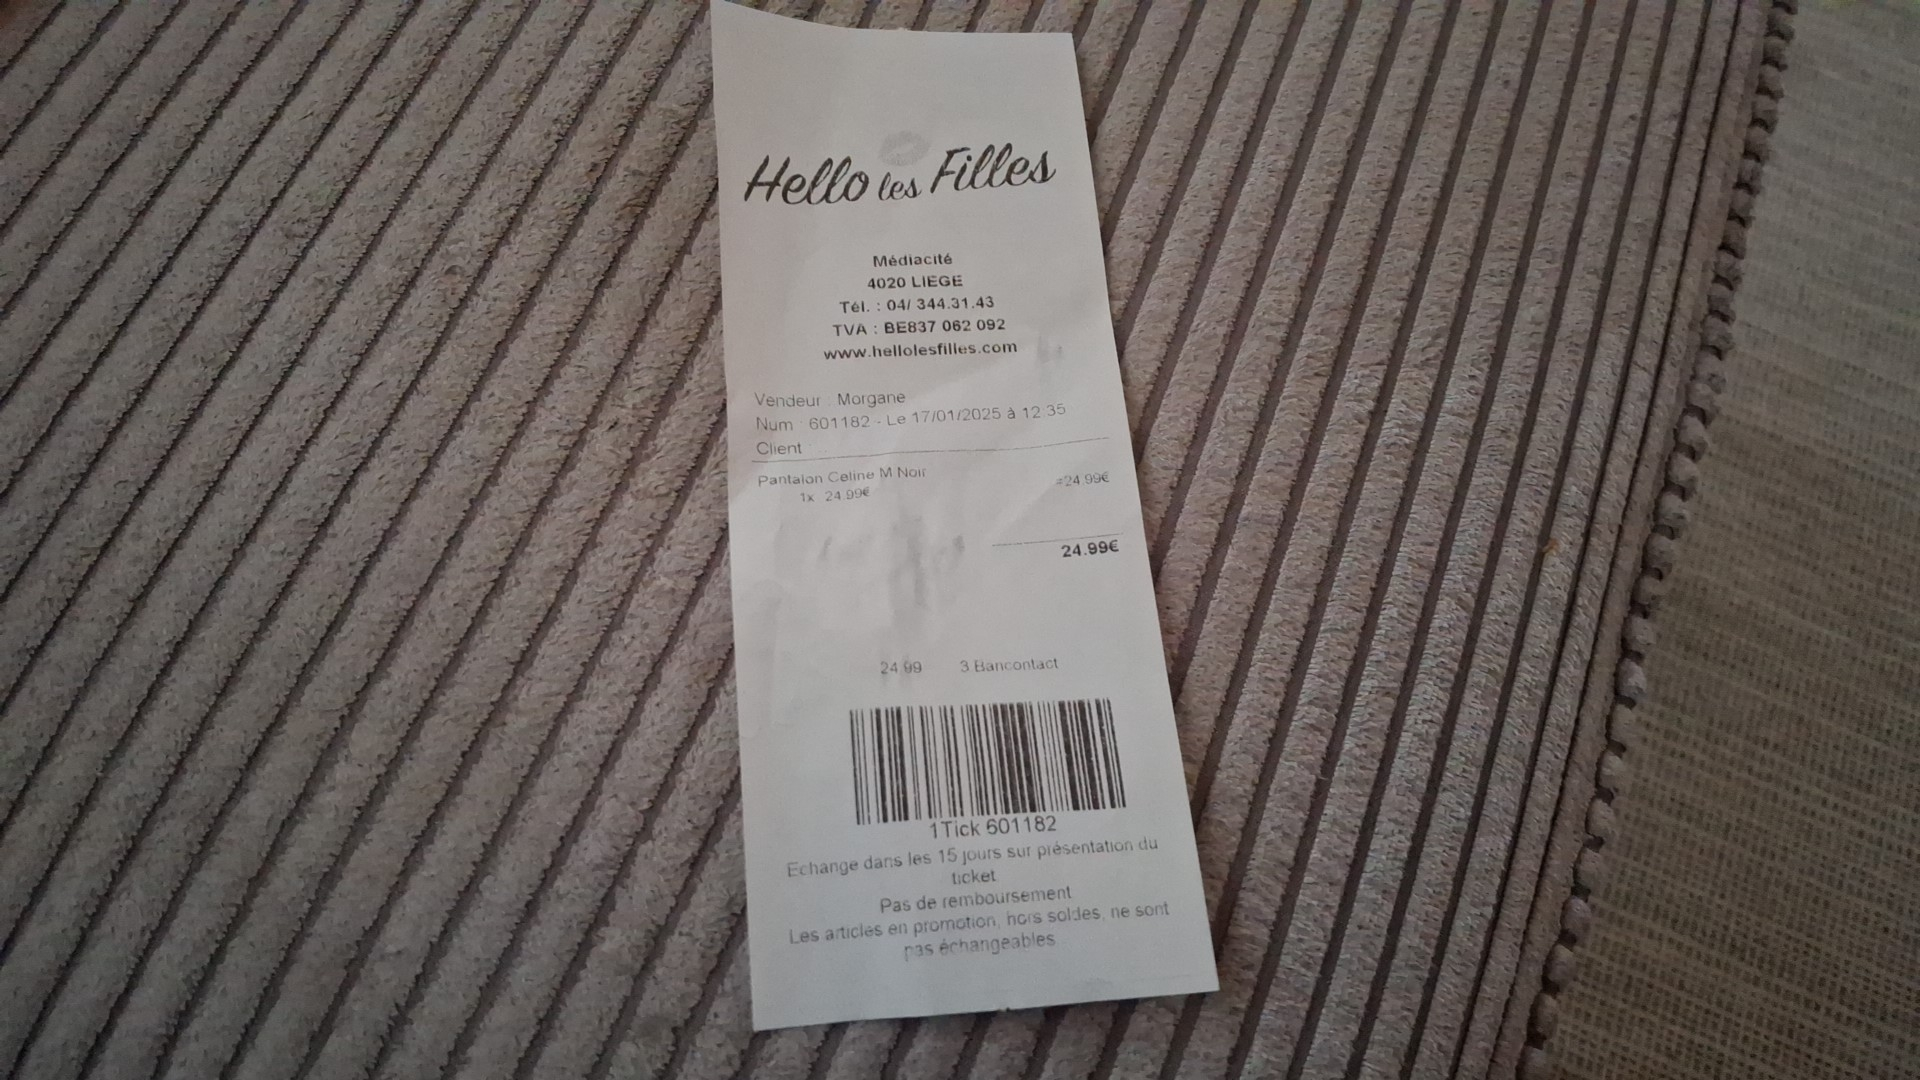 Hello les Filles
Médiacité
4020 LIEGE
Tél. : 04/ 344.31.43
TVA : BE837 062 092
www.hellolesfilles.com
Vendeur : Morgane
Num : 601182 - Le 17/01/2025 à 12:35
Client
Pantalon Celine M Noir =24.99€
1x 24.99€
24.99€
24.99 3.Bancontact
1Tick 601182
Echange dans les 15 jours sur présentation du
ticket
Pas de remboursement
Les articles en promotion, hors soldes, ne sont
pas échangeables